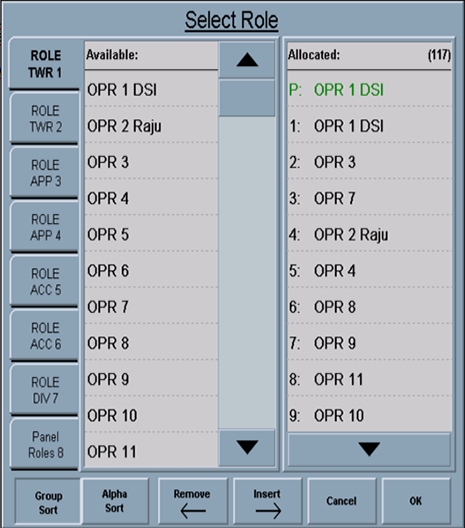 Select Role
ROLE
TWR 1
ROLE
TWR 2
ROLE
APP 3
ROLE
APP 4
ROLE
ACC 5
ROLE
ACC 6
ROLE
DIV 7
Panel
Roles 8
Available:
OPR 1 DSI
OPR 2 Raju
OPR 3
OPR 4
OPR 5
OPR 6
OPR 7
OPR 8
OPR 9
OPR 10
OPR 11
Allocated: (117)
P: OPR 1 DSI
1: OPR 1 DSI
2: OPR 3
3: OPR 7
4: OPR 2 Raju
5: OPR 4
6: OPR 8
7: OPR 9
8: OPR 11
9: OPR 10
Group
Sort
Alpha
Sort
Remove
Insert
Cancel
OK